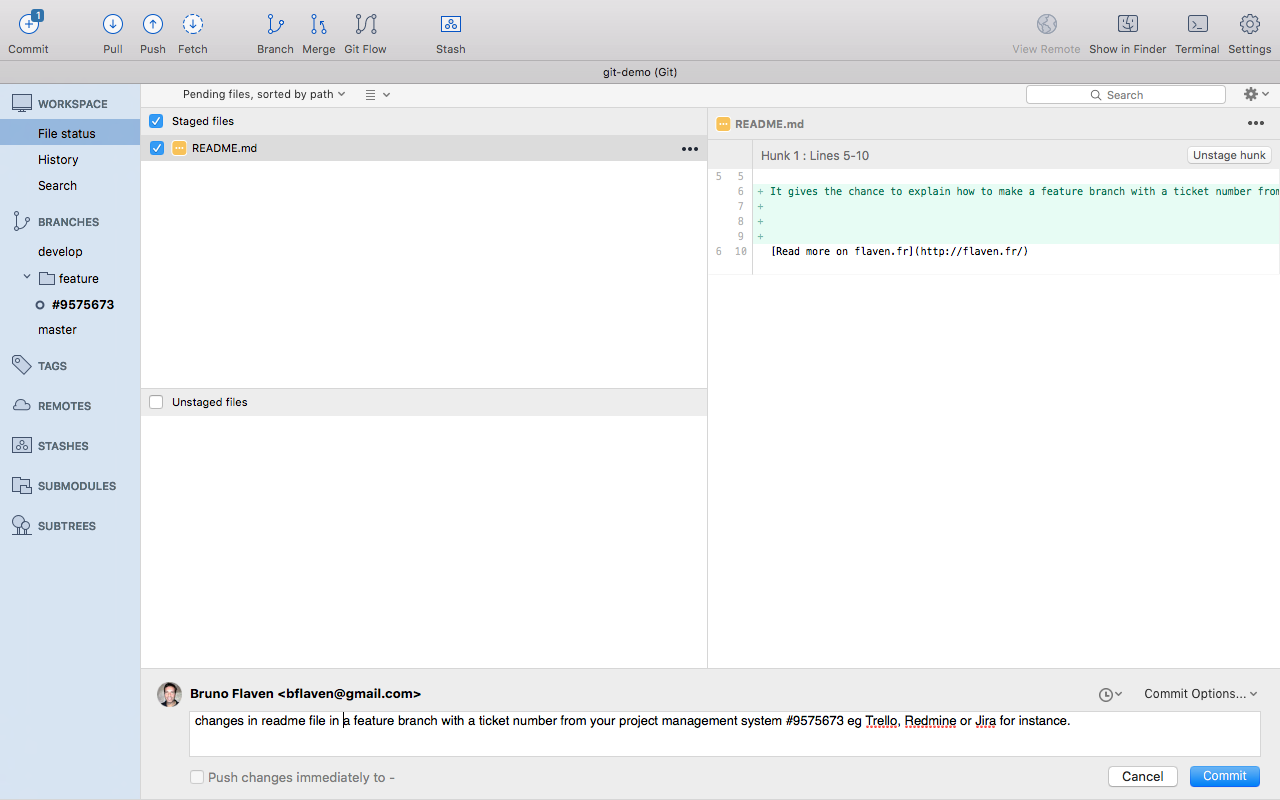 1
Commit
Pull
Push
Fetch
Branch
Merge
Git Flow
Stash
View Remote
Show in Finder
Terminal
Settings
git-demo (Git)
WORKSPACE
File status
History
Search
BRANCHES
develop
feature
#9575673
master
TAGS
REMOTES
STASHES
SUBMODULES
SUBTREES
Pending files, sorted by path
Search
Staged files
README.md
Unstaged files
README.md
Hunk 1 : Lines 5-10
Unstage hunk
5 5
6 + It gives the chance to explain how to make a feature branch with a ticket number from
7 +
8 +
9 +
6 10 [Read more on flaven.fr](http://flaven.fr/)
Bruno Flaven <bflaven@gmail.com>
Commit Options...
changes in readme file in a feature branch with a ticket number from your project management system #9575673 eg Trello, Redmine or Jira for instance.
Push changes immediately to -
Cancel
Commit